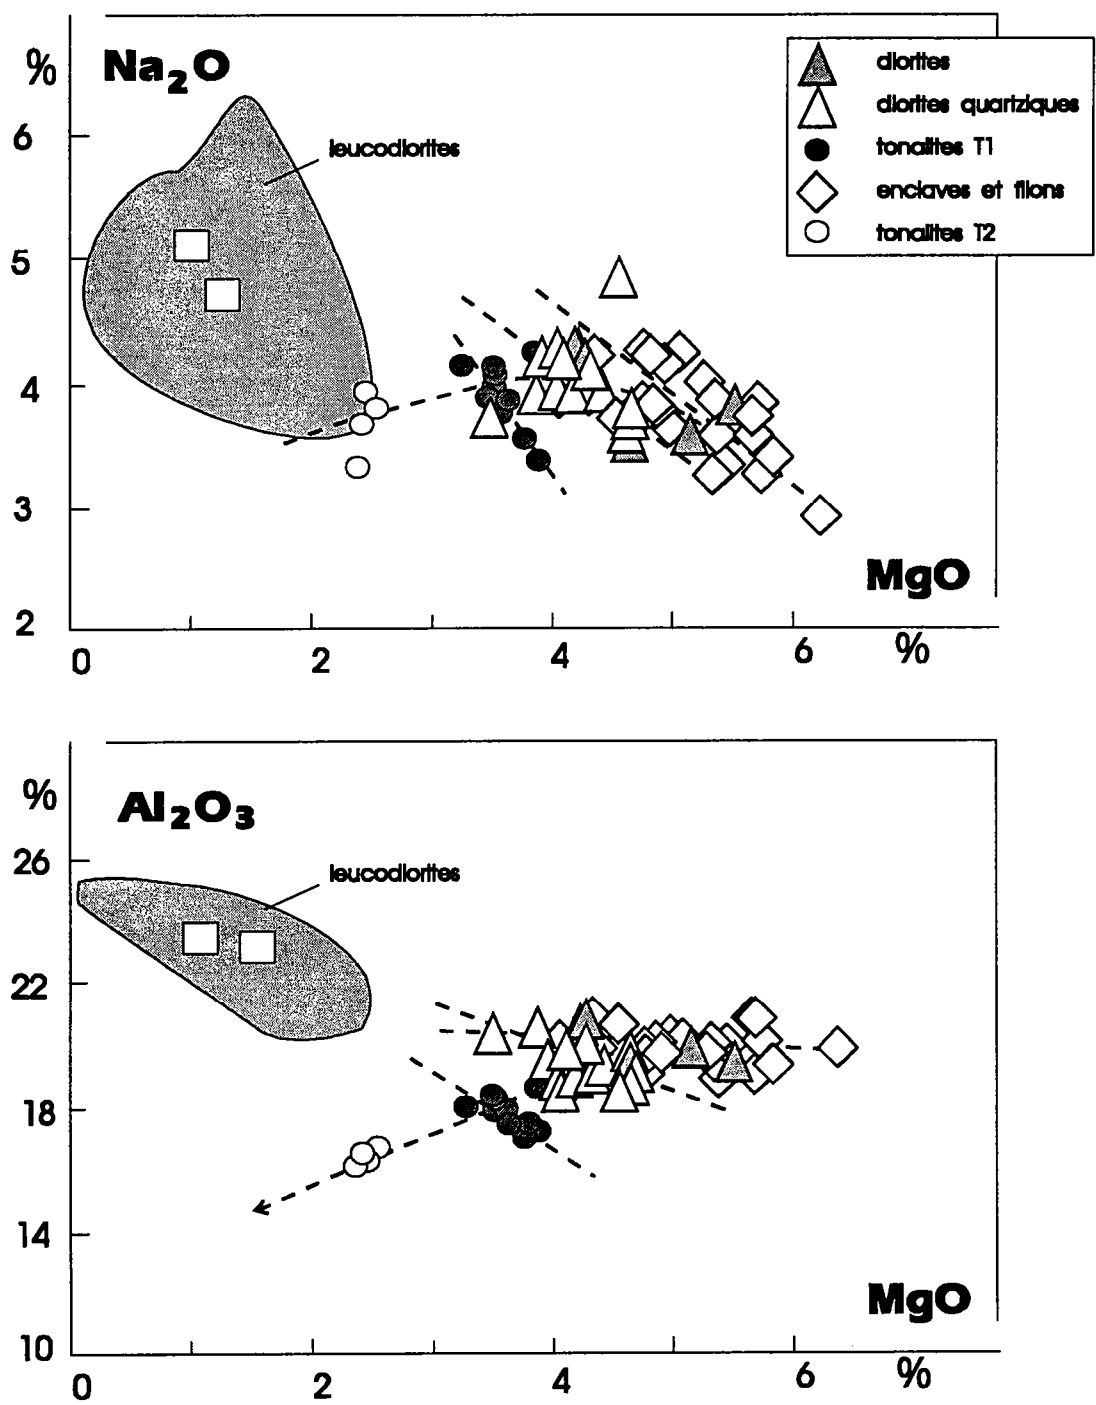 % Na2O
diorites
diorites quartziques
tonalites T1
enclaves et filons
tonalites T2
leucodiorites
6
5
4
3
2
MgO
0 2 4 6 %
% Al2O3
leucodiorites
26
22
18
14
10
MgO
0 2 4 6 %